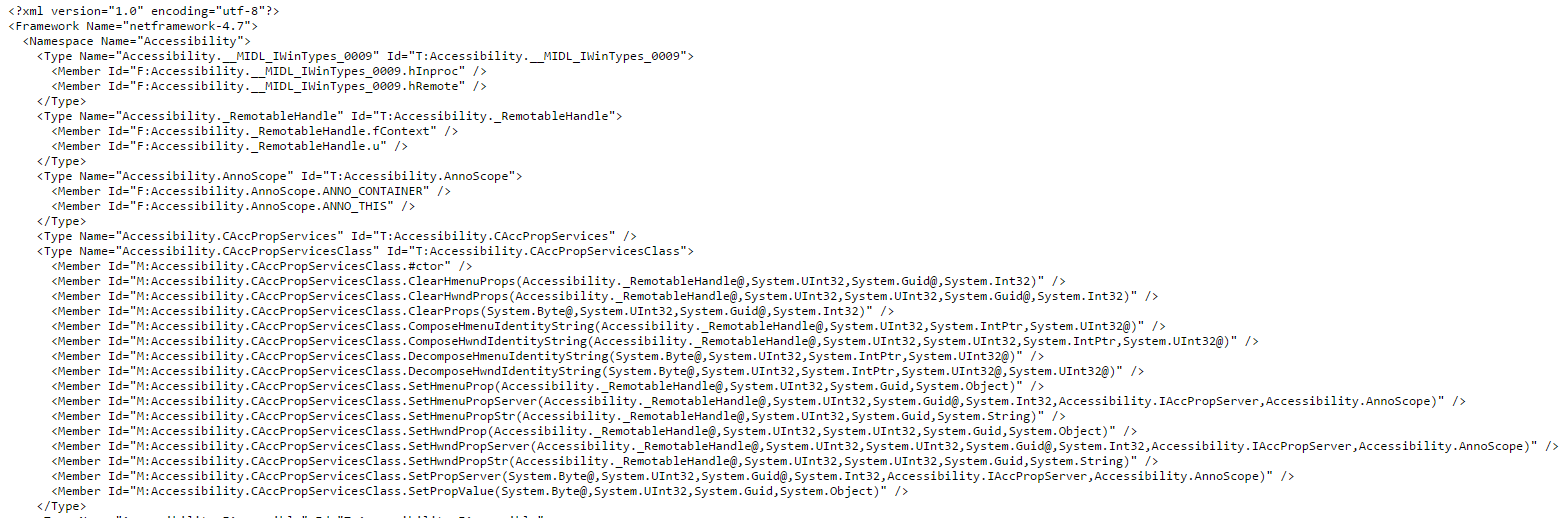 <?xml version="1.0" encoding="utf-8"?>
<Framework Name="netframework-4.7">
  <Namespace Name="Accessibility">
    <Type Name="Accessibility.__MIDL_IWinTypes_0009" Id="T:Accessibility.__MIDL_IWinTypes_0009">
      <Member Id="F:Accessibility.__MIDL_IWinTypes_0009.hInproc" />
      <Member Id="F:Accessibility.__MIDL_IWinTypes_0009.hRemote" />
    </Type>
    <Type Name="Accessibility._RemotableHandle" Id="T:Accessibility._RemotableHandle">
      <Member Id="F:Accessibility._RemotableHandle.fContext" />
      <Member Id="F:Accessibility._RemotableHandle.u" />
    </Type>
    <Type Name="Accessibility.AnnoScope" Id="T:Accessibility.AnnoScope">
      <Member Id="F:Accessibility.AnnoScope.ANNO_CONTAINER" />
      <Member Id="F:Accessibility.AnnoScope.ANNO_THIS" />
    </Type>
    <Type Name="Accessibility.CAccPropServices" Id="T:Accessibility.CAccPropServices" />
    <Type Name="Accessibility.CAccPropServicesClass" Id="T:Accessibility.CAccPropServicesClass">
      <Member Id="M:Accessibility.CAccPropServicesClass.#ctor" />
      <Member Id="M:Accessibility.CAccPropServicesClass.ClearHmenuProps(Accessibility._RemotableHandle@,System.UInt32,System.Guid@,System.Int32)" />
      <Member Id="M:Accessibility.CAccPropServicesClass.ClearHwndProps(Accessibility._RemotableHandle@,System.UInt32,System.UInt32,System.Guid@,System.Int32)" />
      <Member Id="M:Accessibility.CAccPropServicesClass.ClearProps(System.Byte@,System.UInt32,System.Guid@,System.Int32)" />
      <Member Id="M:Accessibility.CAccPropServicesClass.ComposeHmenuIdentityString(Accessibility._RemotableHandle@,System.UInt32,System.IntPtr,System.UInt32@)" />
      <Member Id="M:Accessibility.CAccPropServicesClass.ComposeHwndIdentityString(Accessibility._RemotableHandle@,System.UInt32,System.UInt32,System.IntPtr,System.UInt32@)" />
      <Member Id="M:Accessibility.CAccPropServicesClass.DecomposeHmenuIdentityString(System.Byte@,System.UInt32,System.IntPtr,System.UInt32@)" />
      <Member Id="M:Accessibility.CAccPropServicesClass.DecomposeHwndIdentityString(System.Byte@,System.UInt32,System.IntPtr,System.UInt32@,System.UInt32@)" />
      <Member Id="M:Accessibility.CAccPropServicesClass.SetHmenuProp(Accessibility._RemotableHandle@,System.UInt32,System.Guid,System.Object)" />
      <Member Id="M:Accessibility.CAccPropServicesClass.SetHmenuPropServer(Accessibility._RemotableHandle@,System.UInt32,System.Guid@,System.Int32,Accessibility.IAccPropServer,Accessibility.AnnoScope)" />
      <Member Id="M:Accessibility.CAccPropServicesClass.SetHmenuPropStr(Accessibility._RemotableHandle@,System.UInt32,System.Guid,System.String)" />
      <Member Id="M:Accessibility.CAccPropServicesClass.SetHwndProp(Accessibility._RemotableHandle@,System.UInt32,System.UInt32,System.Guid,System.Object)" />
      <Member Id="M:Accessibility.CAccPropServicesClass.SetHwndPropServer(Accessibility._RemotableHandle@,System.UInt32,System.UInt32,System.Guid@,System.Int32,Accessibility.IAccPropServer,Accessibility.AnnoScope)" />
      <Member Id="M:Accessibility.CAccPropServicesClass.SetHwndPropStr(Accessibility._RemotableHandle@,System.UInt32,System.UInt32,System.Guid,System.String)" />
      <Member Id="M:Accessibility.CAccPropServicesClass.SetPropServer(System.Byte@,System.UInt32,System.Guid@,System.Int32,Accessibility.IAccPropServer,Accessibility.AnnoScope)" />
      <Member Id="M:Accessibility.CAccPropServicesClass.SetPropValue(System.Byte@,System.UInt32,System.Guid,System.Object)" />
    </Type>